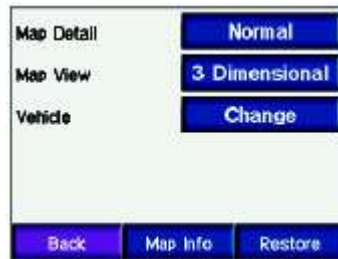 Map Detail Normal
Map View 3 Dimensional
Vehicle Change
Back Map Info Restore